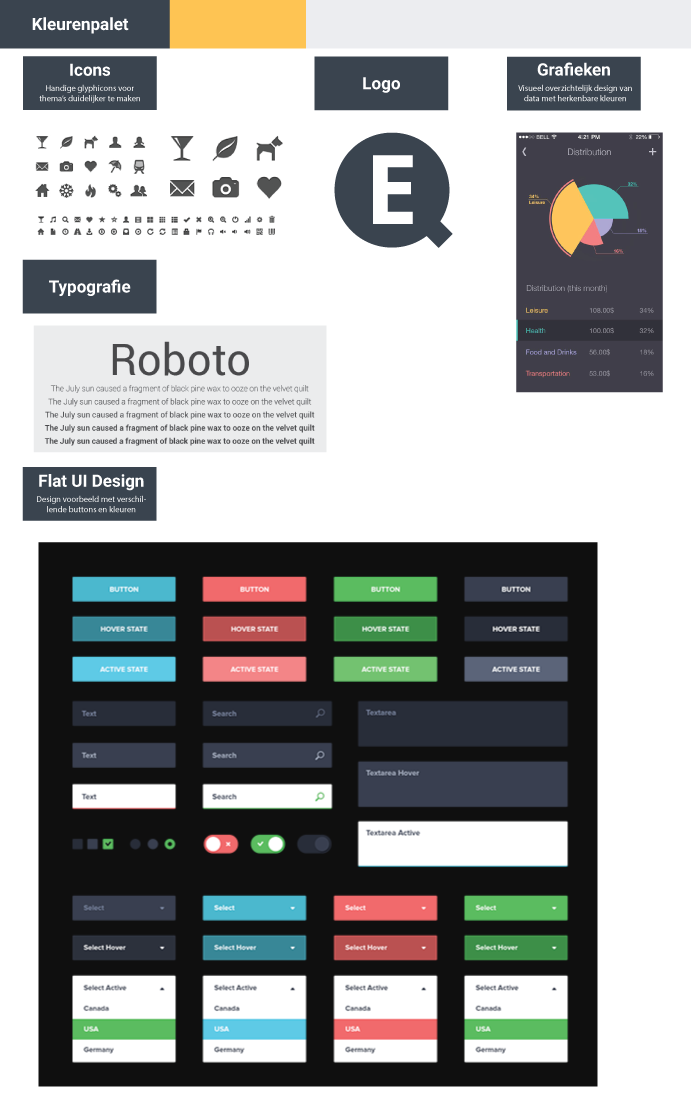 Kleurenpalet
Icons
Handige glyphicons voor
thema's duidelijker te maken
Logo
Grafieken
Visueel overzichtelijk design van
data met herkenbare kleuren
E
BELL
4:21 PM
22%
Distribution
32%
34%
Leisure
16%
Distribution (this month)
Leisure 108.00$ 34%
Health 100.00$ 32%
Food and Drinks 56.00$ 18%
Transportation 53.00$ 16%
Typografie
Roboto
The July sun caused a fragment of black pine wax to ooze on the velvet quilt
The July sun caused a fragment of black pine wax to ooze on the velvet quilt
The July sun caused a fragment of black pine wax to ooze on the velvet quilt
The July sun caused a fragment of black pine wax to ooze on the velvet quilt
The July sun caused a fragment of black pine wax to ooze on the velvet quilt
Flat UI Design
Design voorbeeld met verschil-
lende buttons en kleuren
BUTTON BUTTON BUTTON BUTTON
HOVER STATE HOVER STATE HOVER STATE HOVER STATE
ACTIVE STATE ACTIVE STATE ACTIVE STATE ACTIVE STATE
Text Search Textarea
Text Search Textarea Hover
Text Search
Textarea Active
Select Select Select Select
Select Hover Select Hover Select Hover Select Hover
Select Active Select Active Select Active Select Active
Canada Canada Canada Canada
USA USA USA USA
Germany Germany Germany Germany